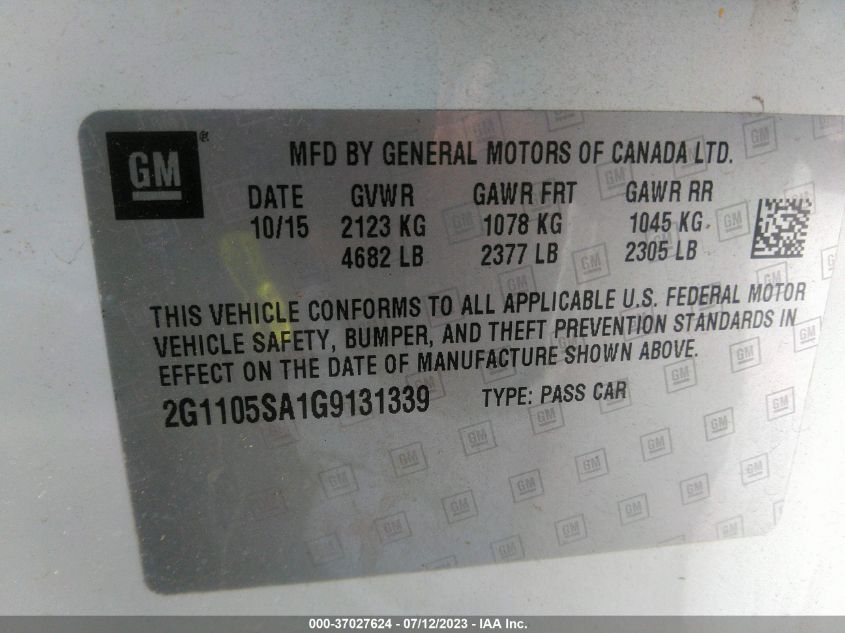 GM ®
MFD BY GENERAL MOTORS OF CANADA LTD.
DATE GVWR GAWR FRT GAWR RR
10/15 2123 KG 1078 KG 1045 KG
4682 LB 2377 LB 2305 LB
THIS VEHICLE CONFORMS TO ALL APPLICABLE U.S. FEDERAL MOTOR
VEHICLE SAFETY, BUMPER, AND THEFT PREVENTION STANDARDS IN
EFFECT ON THE DATE OF MANUFACTURE SHOWN ABOVE.
2G1105SA1G9131339 TYPE: PASS CAR
000-37027624 - 07/12/2023 - IAA Inc.